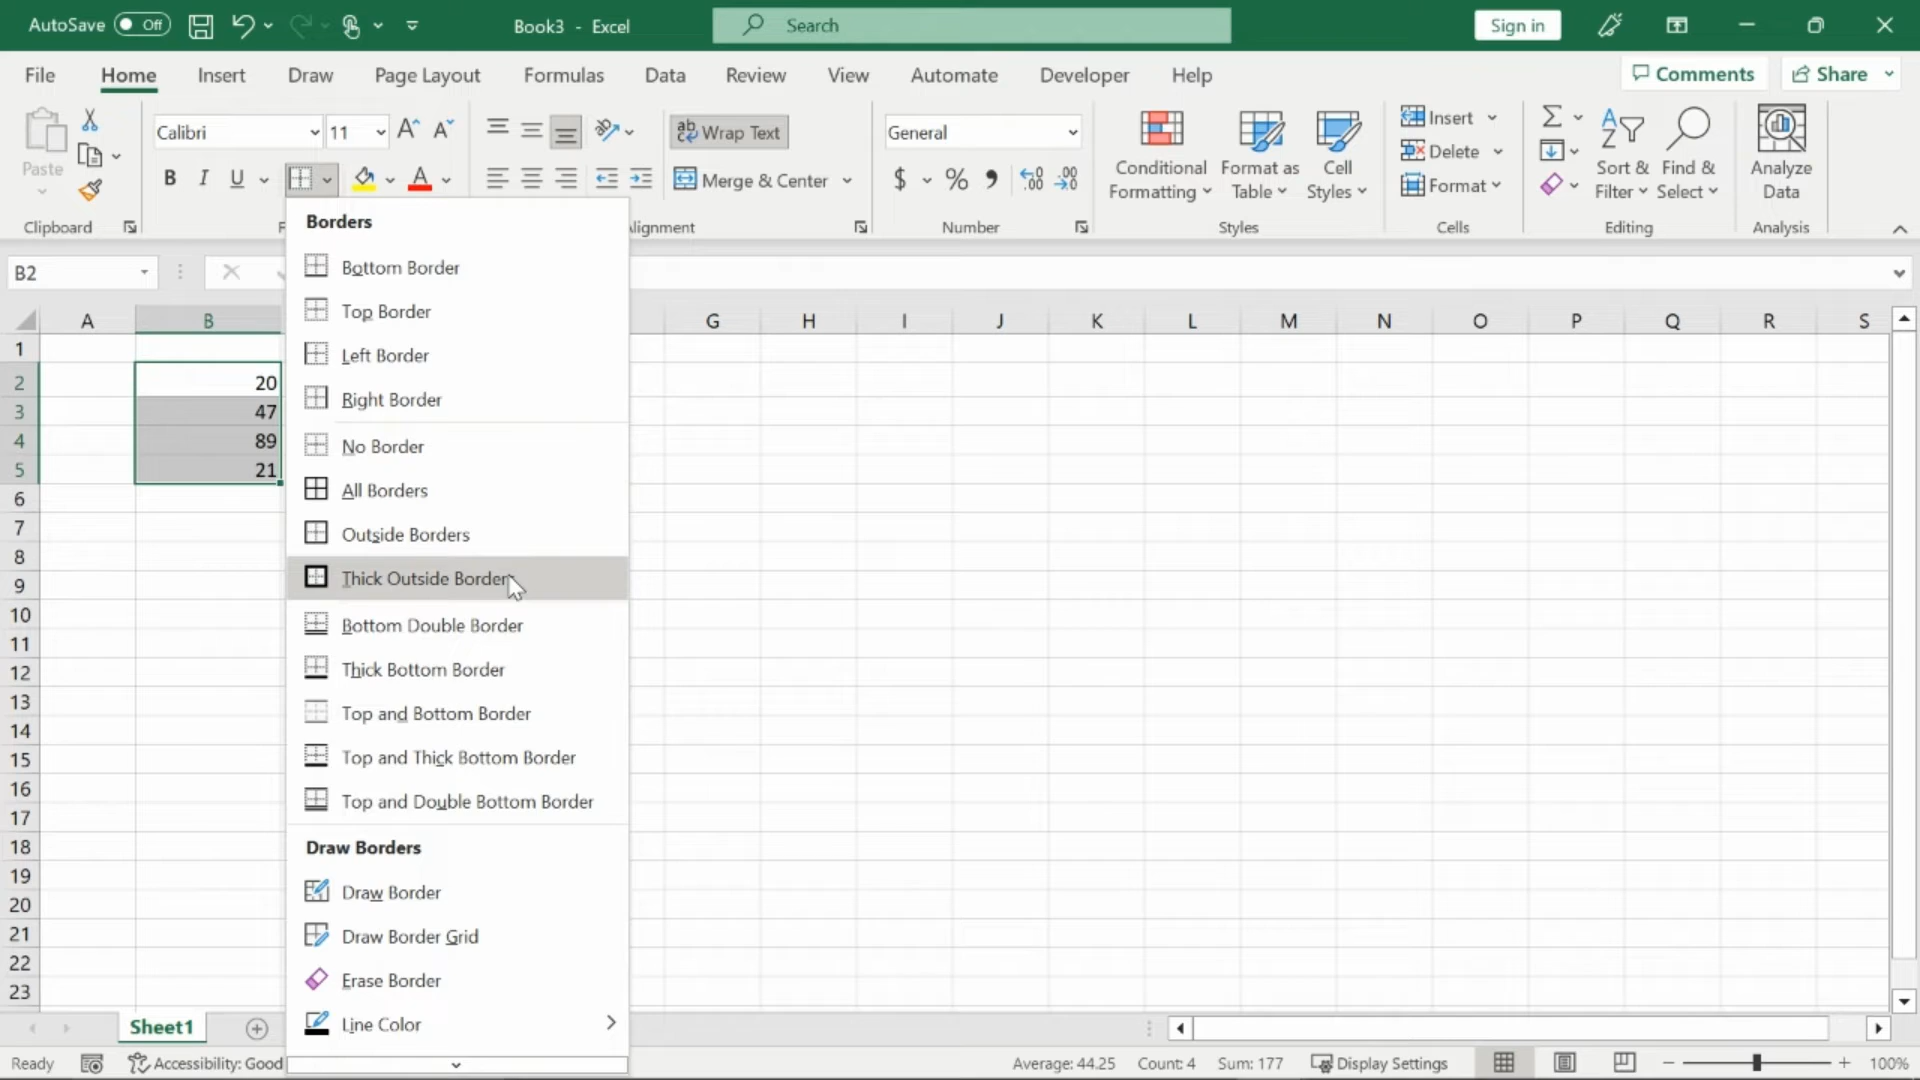 AutoSave Off Book3 - Excel Search Sign in
File Home Insert Draw Page Layout Formulas Data Review View Automate Developer Help Comments Share
Paste
Clipboard
Calibri 11
B I U
A
Wrap Text
Merge & Center
lignment
General
$ % 9
Number
Conditional Formatting
Format as Table
Cell Styles
Styles
Insert
Delete
Format
Cells
Sort & Filter
Find & Select
Editing
Analyze Data
Analysis
B2
A B G H I J K L M N O P Q R S
1
2 20
3 47
4 89
5 21
6
7
8
9
10
11
12
13
14
15
16
17
18
19
20
21
22
23
Borders
Bottom Border
Top Border
Left Border
Right Border
No Border
All Borders
Outside Borders
Thick Outside Border
Bottom Double Border
Thick Bottom Border
Top and Bottom Border
Top and Thick Bottom Border
Top and Double Bottom Border
Draw Borders
Draw Border
Draw Border Grid
Erase Border
Line Color
Sheet1
Ready Accessibility: Good Average: 44.25 Count: 4 Sum: 177 Display Settings 100%